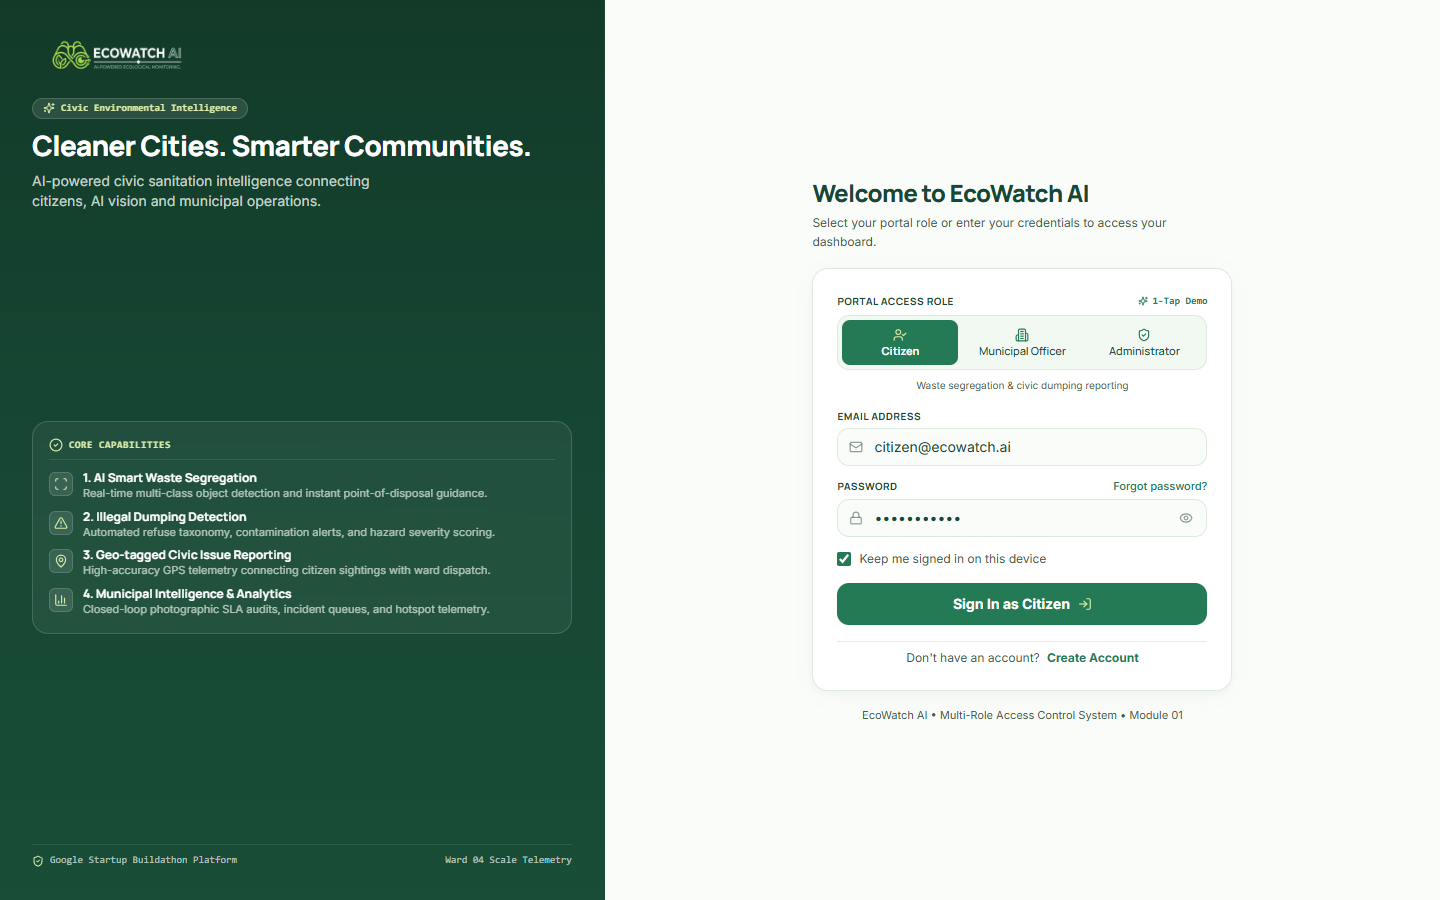 ECOWATCH AI
AI-POWERED ECOLOGICAL MONITORING.
Civic Environmental Intelligence
Cleaner Cities. Smarter Communities.
AI-powered civic sanitation intelligence connecting
citizens, AI vision and municipal operations.
CORE CAPABILITIES
1. AI Smart Waste Segregation
Real-time multi-class object detection and instant point-of-disposal guidance.
2. Illegal Dumping Detection
Automated refuse taxonomy, contamination alerts, and hazard severity scoring.
3. Geo-tagged Civic Issue Reporting
High-accuracy GPS telemetry connecting citizen sightings with ward dispatch.
4. Municipal Intelligence & Analytics
Closed-loop photographic SLA audits, incident queues, and hotspot telemetry.
Google Startup Buildathon Platform
Ward 04 Scale Telemetry
Welcome to EcoWatch AI
Select your portal role or enter your credentials to access your
dashboard.
PORTAL ACCESS ROLE
1-Tap Demo
Citizen
Municipal Officer
Administrator
Waste segregation & civic dumping reporting
EMAIL ADDRESS
citizen@ecowatch.ai
PASSWORD
Forgot password?
•••••••••••
Keep me signed in on this device
Sign In as Citizen
Don't have an account? Create Account
EcoWatch AI • Multi-Role Access Control System • Module 01